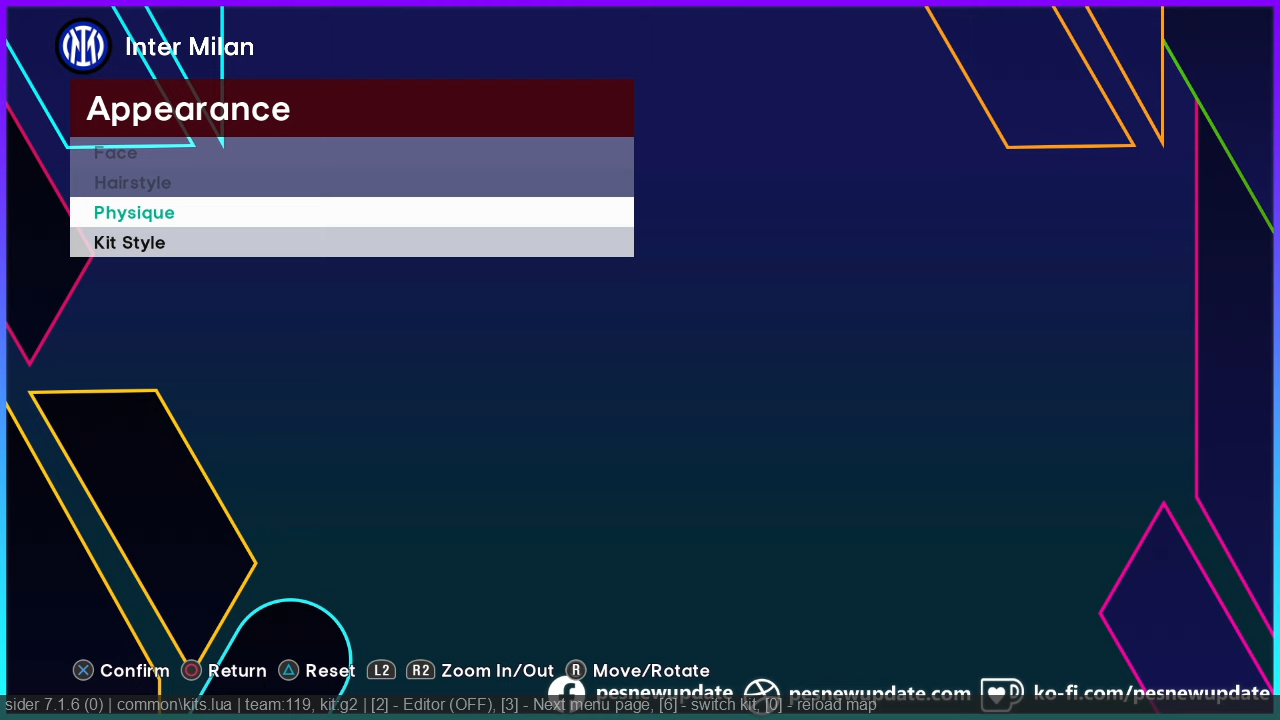 Inter Milan
Appearance
Face
Hairstyle
Physique
Kit Style
Confirm Return Reset L2 R2 Zoom In/Out R Move/Rotate
pesnewupdate pesnewupdate.com ko-fi.com/pesnewupdate
sider 7.1.6 (0) | common\kits.lua | team:119, kit:g2 | [2] - Editor (OFF), [3] - Next menu page, [6] - switch kit, [0] - reload map